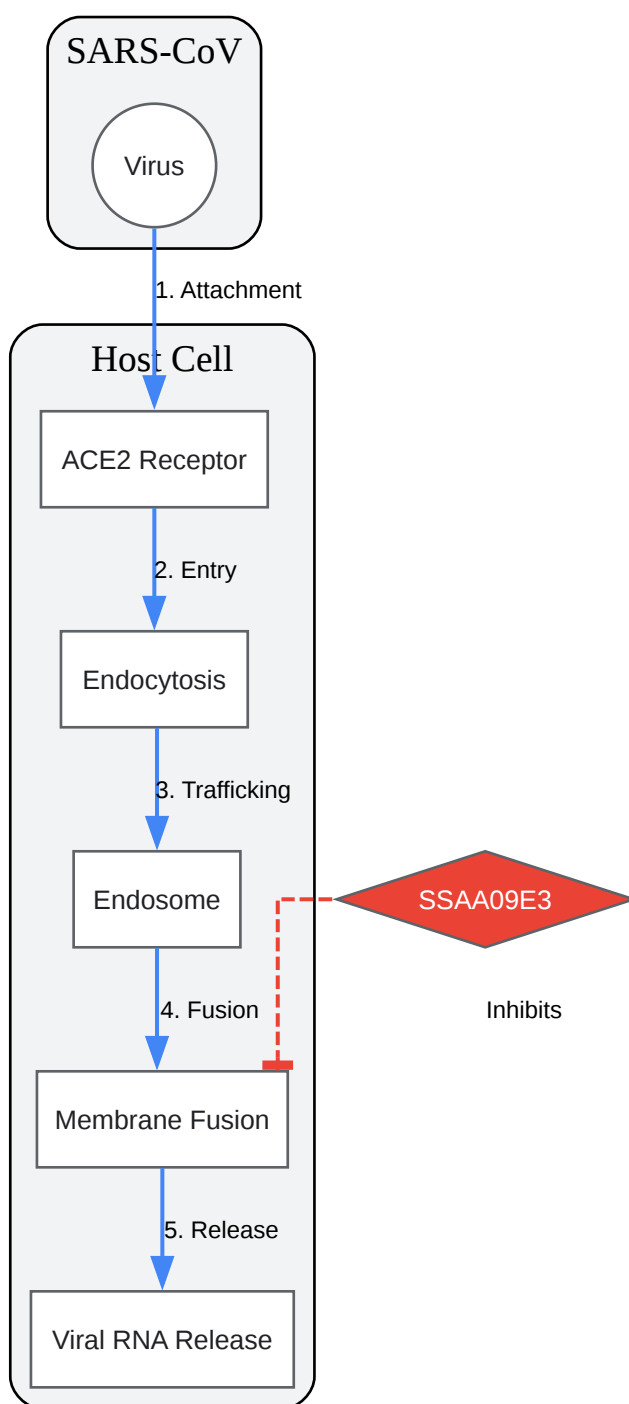 SARS-CoV
Virus
1. Attachment
Host Cell
ACE2 Receptor
2. Entry
Endocytosis
3. Trafficking
Endosome
SSAA09E3
4. Fusion
Inhibits
Membrane Fusion
5. Release
Viral RNA Release